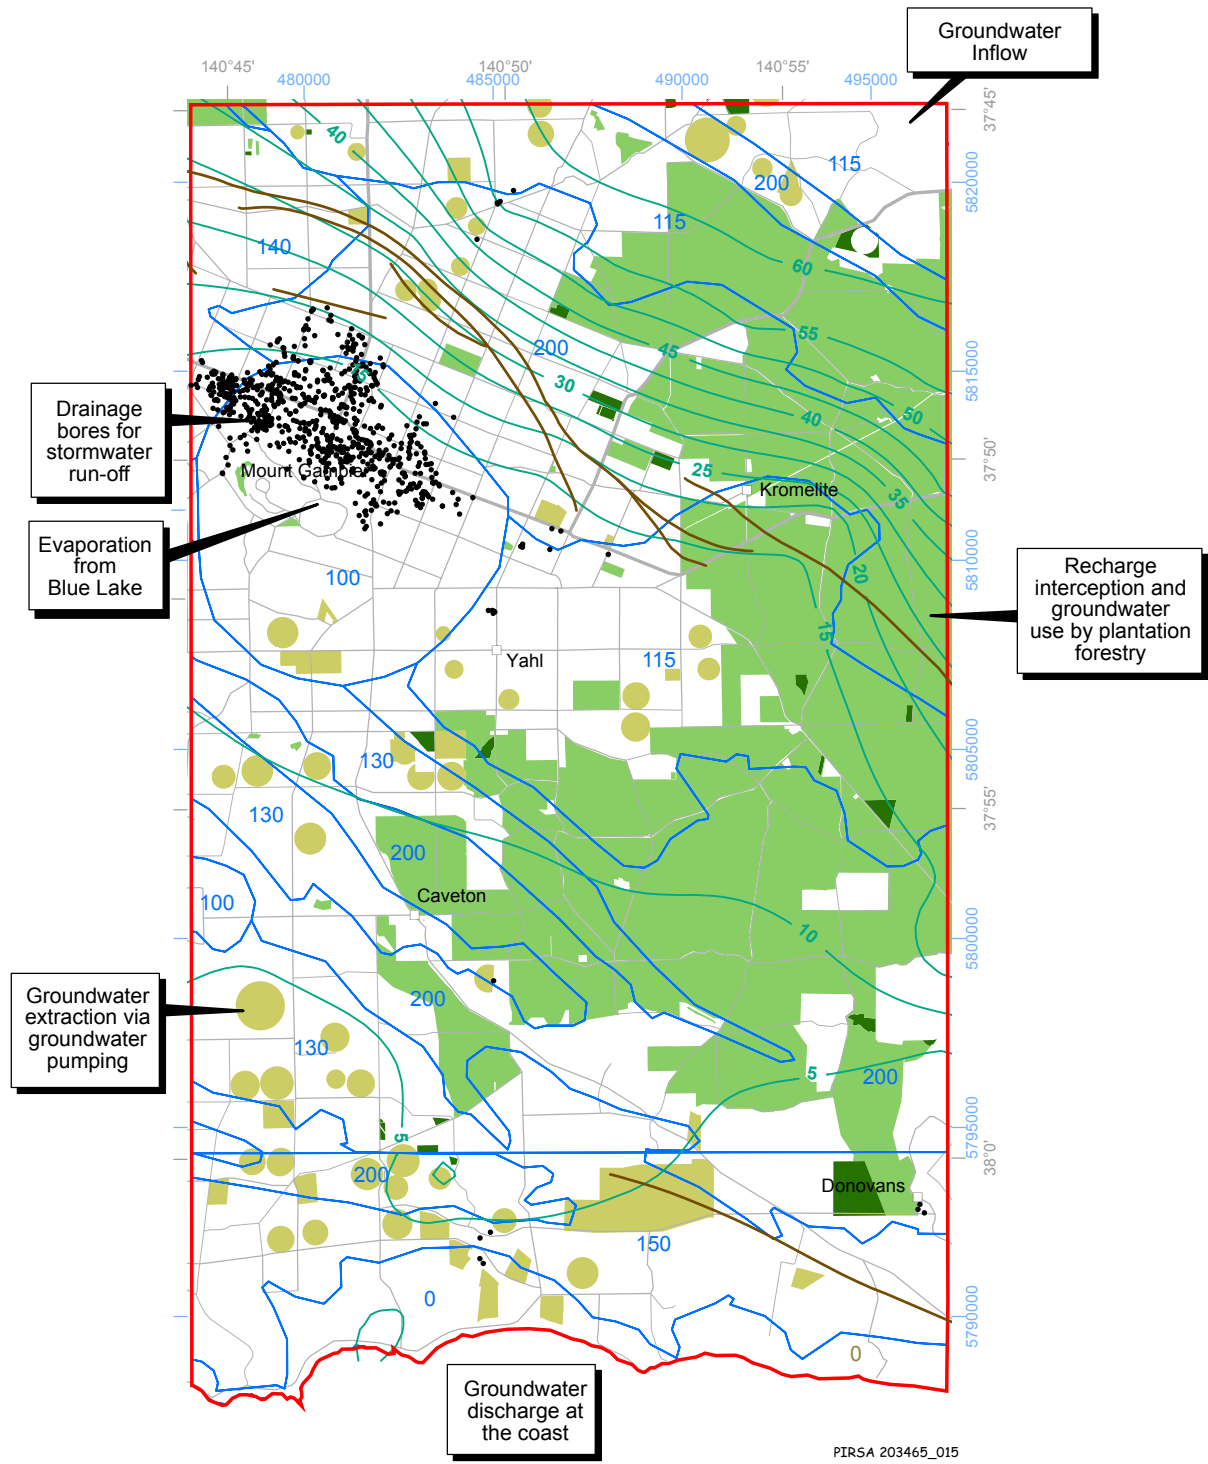 Groundwater
Inflow
140°45'
140°50'
140°55'
480000
485000
490000
495000
37°45'
40
115
200
115
5820000
140
60
55
200
45
5815000
15
30
Drainage
bores for
stormwater
run-off
40
50
37°50'
25
Mount Gambier
Kromelite
35
Evaporation
from
Blue Lake
5810000
100
20
Recharge
interception and
groundwater
use by plantation
forestry
15
Yahl
115
130
5805000
130
37°55'
200
Caveton
100
10
5800000
Groundwater
extraction via
groundwater
pumping
200
130
5
200
5795000
5
38°0'
200
Donovans
150
0
5790000
0
Groundwater
discharge at
the coast
PIRSA 203465_015